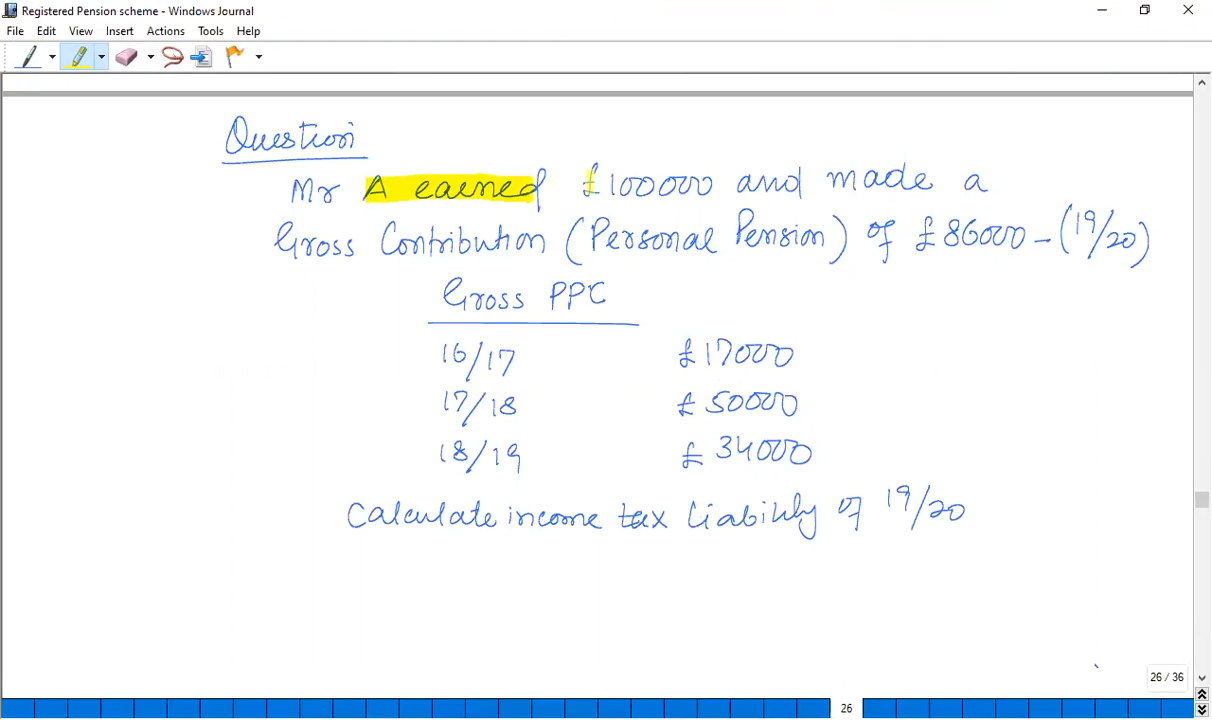 Registered Pension scheme - Windows Journal
File Edit View Insert Actions Tools Help
Question
Mr A earned £100000 and made a
Gross Contribution (Personal Pension) of £86000 - (19/20)
Gross PPC
16/17 £17000
17/18 £50000
18/19 £34000
Calculate income tax liability of 19/20
26 / 36
26